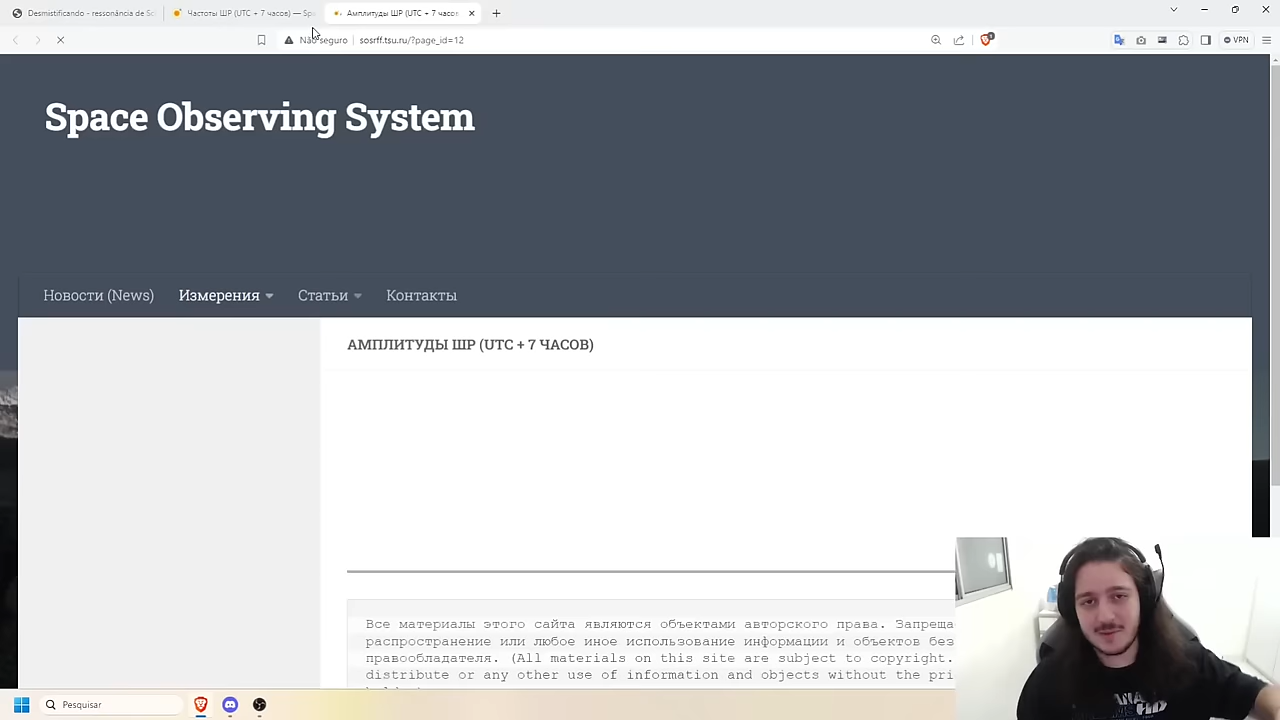 Desmistificando - ressonância de Sc
Частоты ШР (UTC + 7 часов) — Sp
Амплитуды ШР (UTC + 7 часов
Não seguro
sosrff.tsu.ru/?page_id=12
VPN
Space Observing System
Новости (News)
Измерения
Статьи
Контакты
АМПЛИТУДЫ ШР (UTC + 7 ЧАСОВ)
Все материалы этого сайта являются объектами авторского права. Запреща
распространение или любое иное использование информации и объектов без
правообладателя. (All materials on this site are subject to copyright.
distribute or any other use of information and objects without the pri
Pesquisar